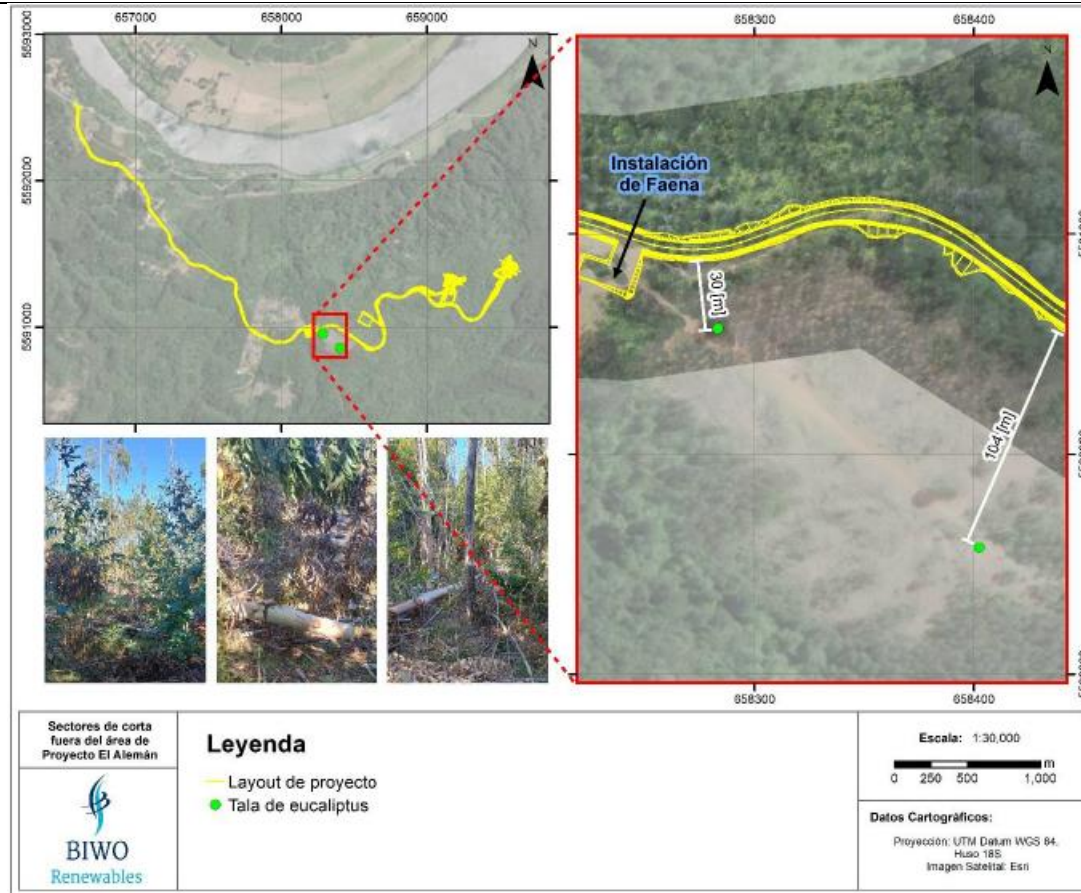 657000
658000
659000
5593000
5592000
5591000
N
658300
658400
N
Instalación
de Faena
30 [m]
104 [m]
658300
658400
Sectores de corta
fuera del área de
Proyecto El Alemán
BIWO
Renewables
Leyenda
Layout de proyecto
Tala de eucaliptus
Escala: 1:30,000
m
0 250 500 1,000
Datos Cartográficos:
Proyección: UTM Datum WGS 84.
Huso 18S
Imagen Satelital: Esri